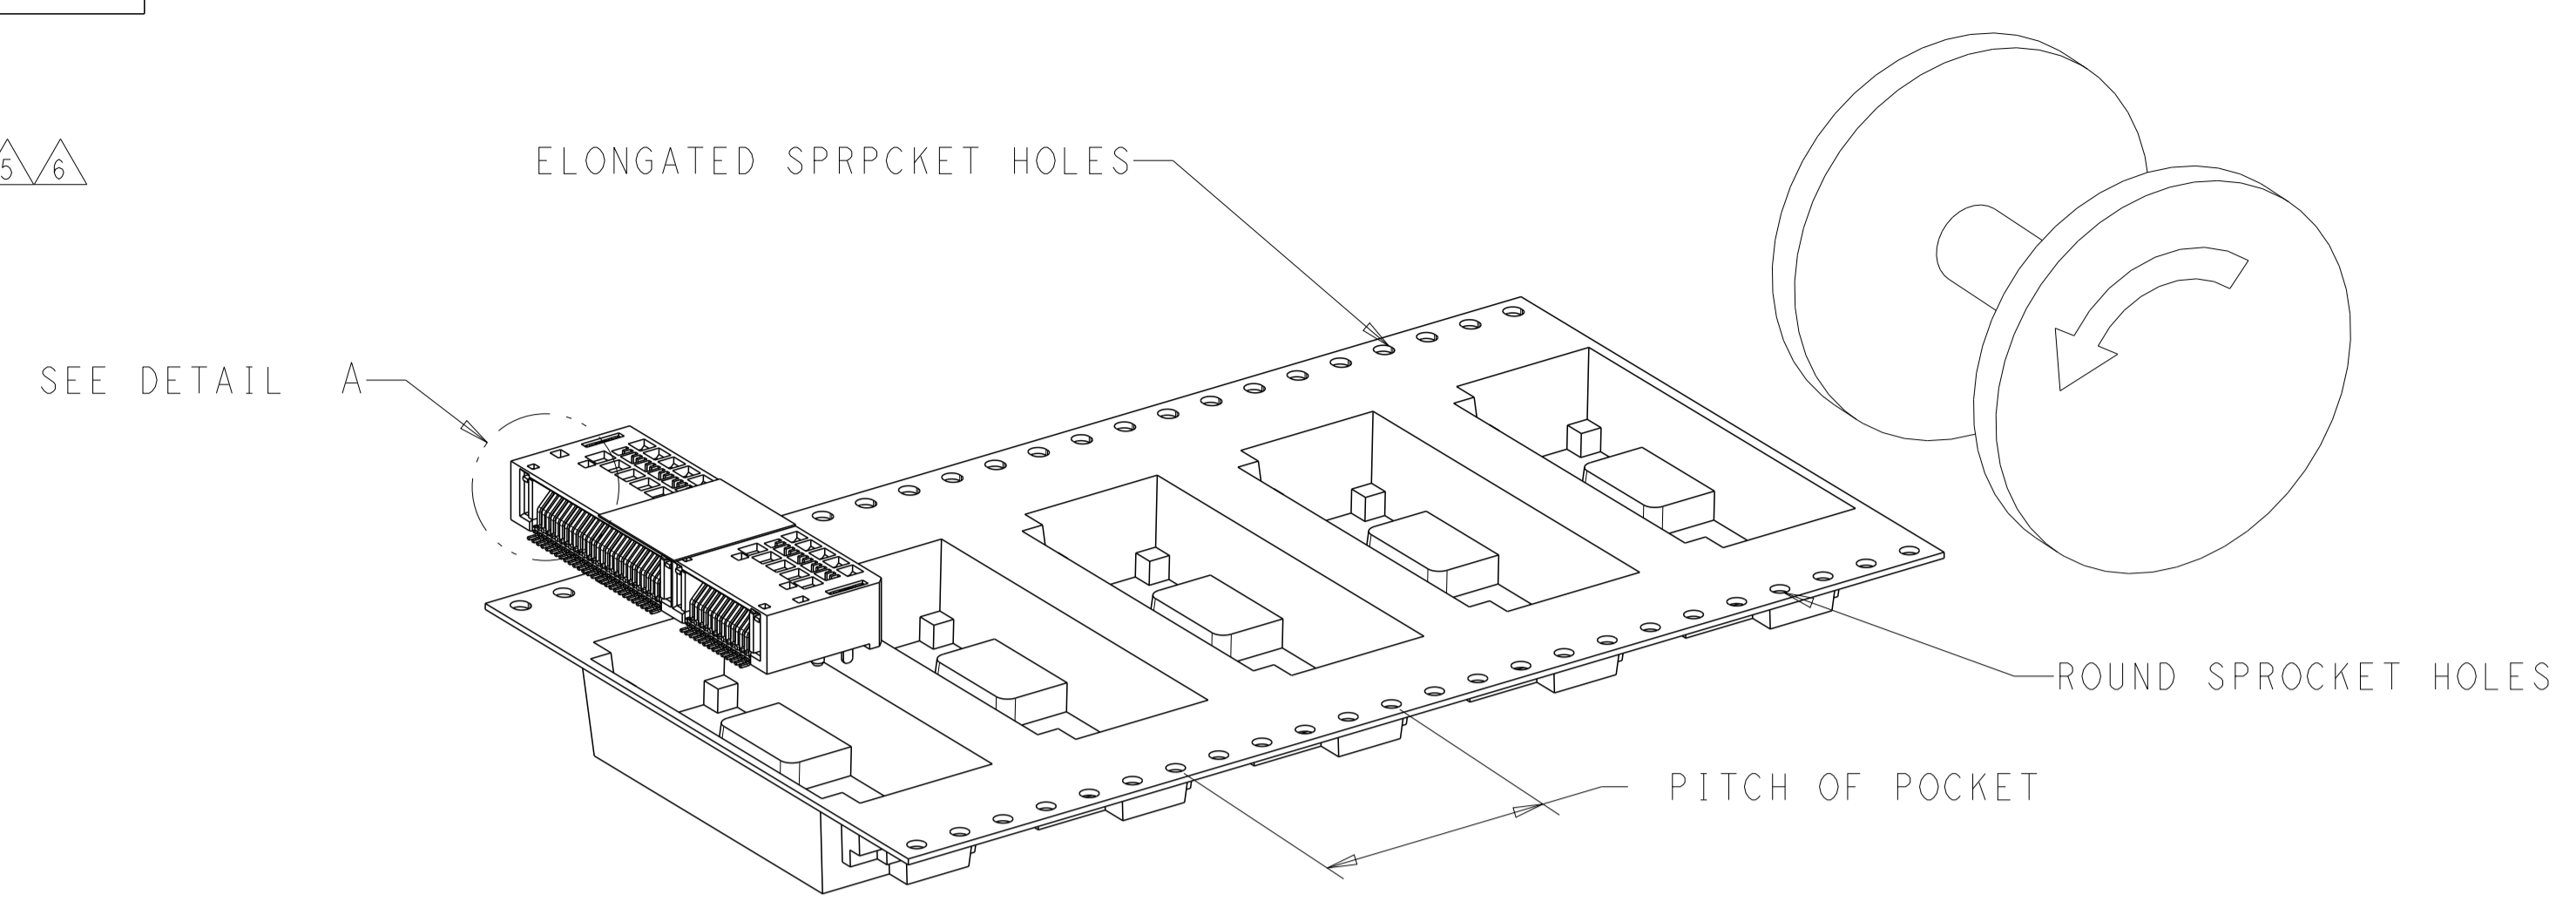 5 6
ELONGATED SPRPCKET HOLES
SEE DETAIL A
ROUND SPROCKET HOLES
PITCH OF POCKET